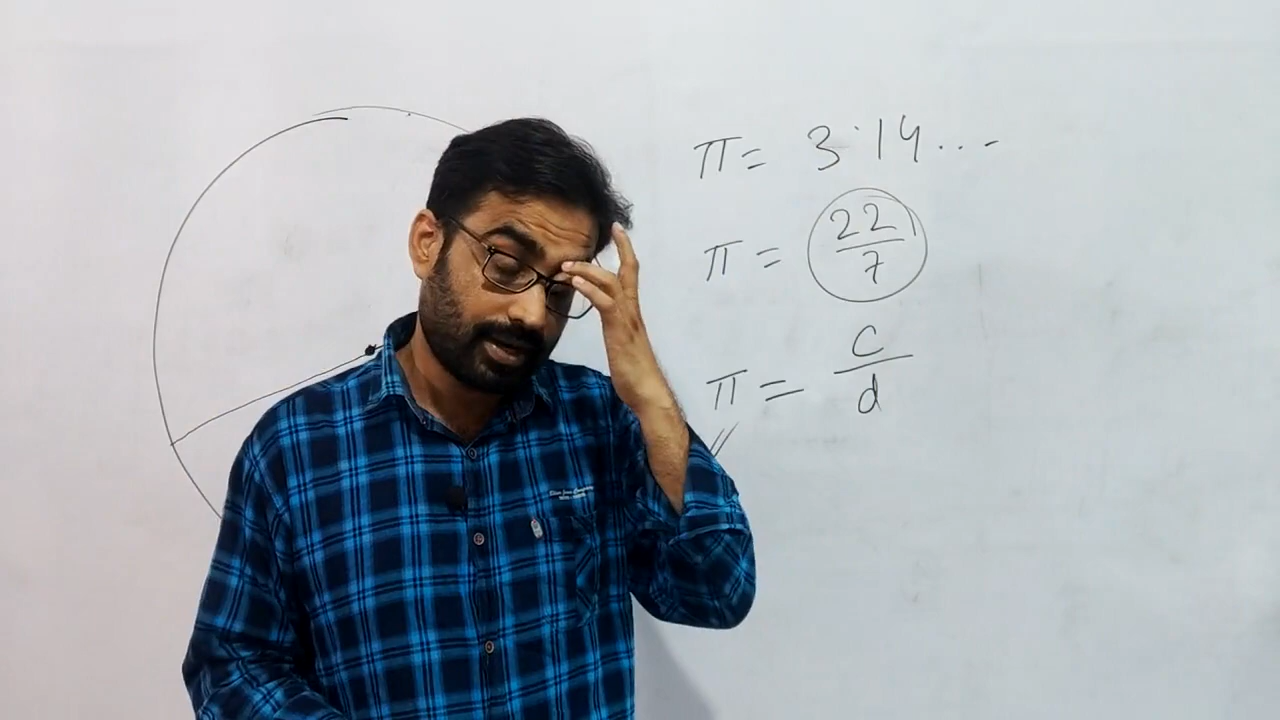 π = 3.14...
π = 22/7
π = c/d